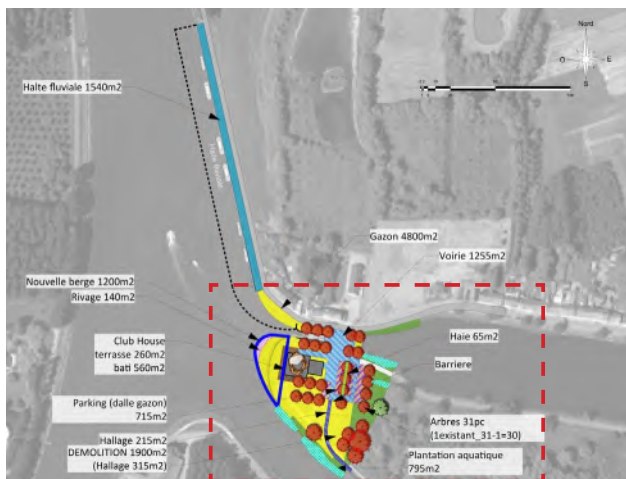 Nord
O
E
S
Halte fluviale 1540m2
Gazon 4800m2
Voirie 1255m2
Nouvelle berge 1200m2
Rivage 140m2
Club House
terrasse 260m2
bati 560m2
Haie 65m2
Barriere
Parking (dalle gazon)
715m2
Arbres 31pc
(1existant_31-1=30)
Hallage 215m2
DEMOLITION 1900m2
(Hallage 315m2)
Plantation aquatique
795m2